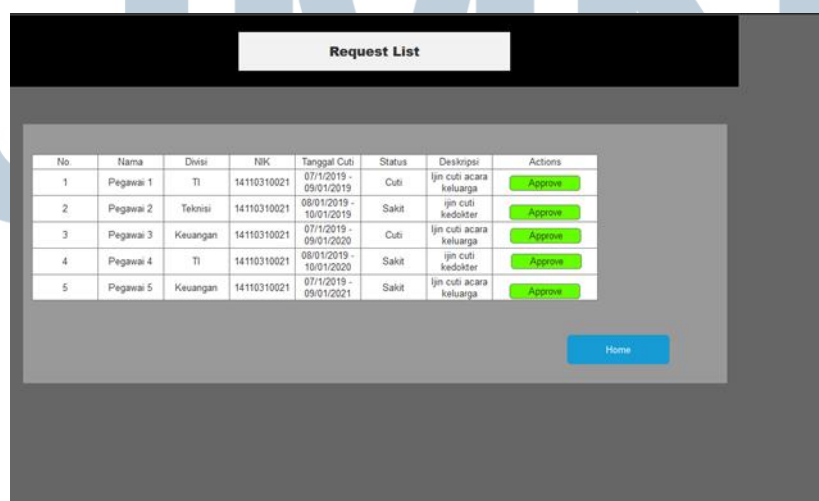 Request List
No. Nama Divisi NIK Tanggal Cuti Status Deskripsi Actions
1 Pegawai 1 TI 14110310021 07/1/2019 - 09/01/2019 Cuti Ijin cuti acara keluarga Approve
2 Pegawai 2 Teknisi 14110310021 08/01/2019 - 10/01/2019 Sakit ijin cuti kedokter Approve
3 Pegawai 3 Keuangan 14110310021 07/1/2019 - 09/01/2020 Cuti Ijin cuti acara keluarga Approve
4 Pegawai 4 TI 14110310021 08/01/2019 - 10/01/2020 Sakit ijin cuti kedokter Approve
5 Pegawai 5 Keuangan 14110310021 07/1/2019 - 09/01/2021 Sakit Ijin cuti acara keluarga Approve
Home